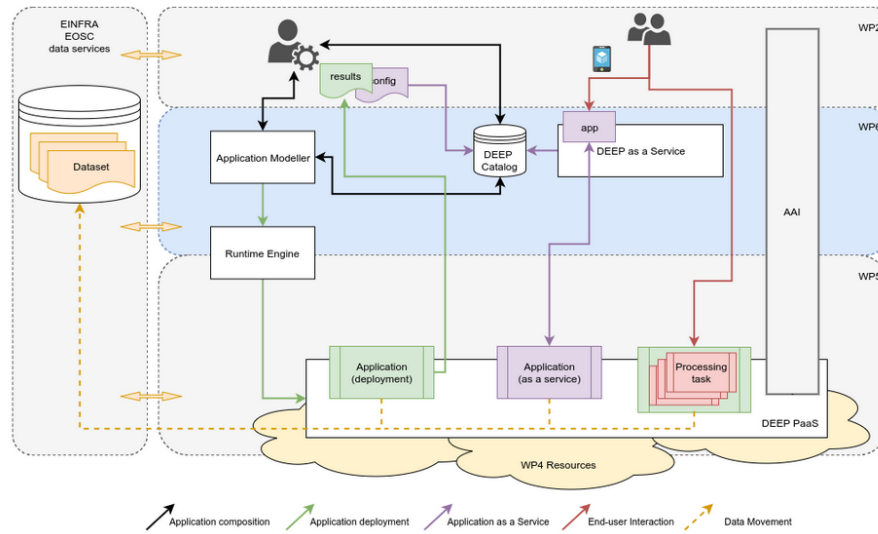 EINFRA
EOSC
data services
WP2
results
config
WP6
app
Application Modeller
DEEP
Catalog
DEEP as a Service
Dataset
AAI
Runtime Engine
WP5
Application
(deployment)
Application
(as a service)
Processing
task
DEEP PaaS
WP4 Resources
Application composition
Application deployment
Application as a Service
End-user Interaction
Data Movement